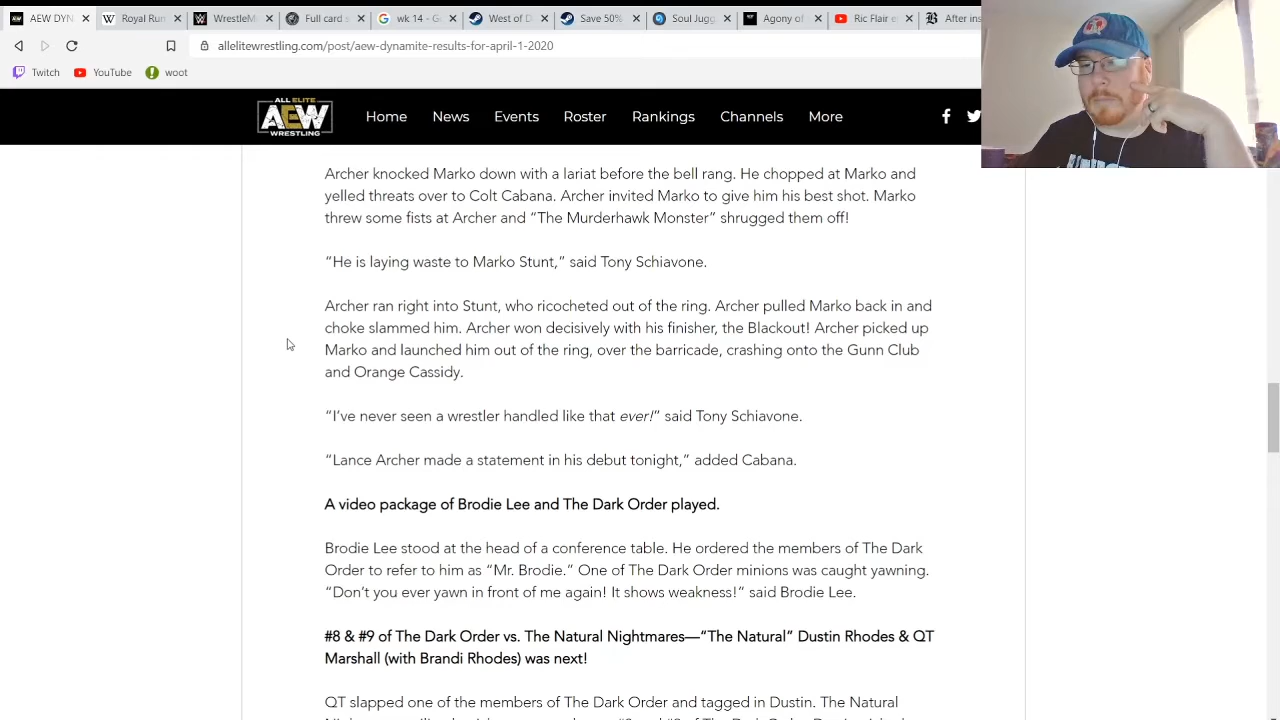 AEW DYN
Royal Run
WrestleM
Full card s
wk 14 - G
West of D
Save 50%
Soul Jugg
Agony of
Ric Flair e
After ins
allelitewrestling.com/post/aew-dynamite-results-for-april-1-2020
Twitch
YouTube
woot
ALL ELITE
AEW
WRESTLING
Home
News
Events
Roster
Rankings
Channels
More
Archer knocked Marko down with a lariat before the bell rang. He chopped at Marko and
yelled threats over to Colt Cabana. Archer invited Marko to give him his best shot. Marko
threw some fists at Archer and “The Murderhawk Monster” shrugged them off!
“He is laying waste to Marko Stunt,” said Tony Schiavone.
Archer ran right into Stunt, who ricocheted out of the ring. Archer pulled Marko back in and
choke slammed him. Archer won decisively with his finisher, the Blackout! Archer picked up
Marko and launched him out of the ring, over the barricade, crashing onto the Gunn Club
and Orange Cassidy.
“I’ve never seen a wrestler handled like that ever!” said Tony Schiavone.
“Lance Archer made a statement in his debut tonight,” added Cabana.
A video package of Brodie Lee and The Dark Order played.
Brodie Lee stood at the head of a conference table. He ordered the members of The Dark
Order to refer to him as “Mr. Brodie.” One of The Dark Order minions was caught yawning.
“Don’t you ever yawn in front of me again! It shows weakness!” said Brodie Lee.
#8 & #9 of The Dark Order vs. The Natural Nightmares—“The Natural” Dustin Rhodes & QT
Marshall (with Brandi Rhodes) was next!
QT slapped one of the members of The Dark Order and tagged in Dustin. The Natural